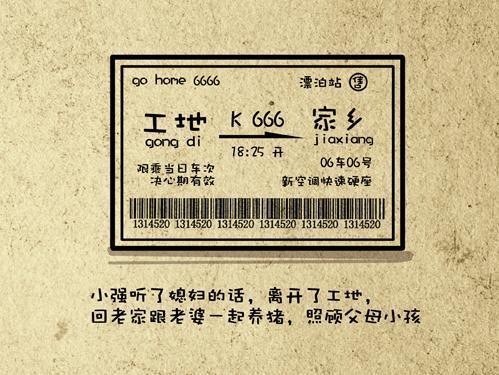 go home 6666 漂泊站 售
工地 K 666 家乡
gong di jiaxiang
18:25 开
限乘当日车次 06车06号
决心期有效 新空调快速硬座
1314520 1314520 1314520 1314520 1314520 1314520
小强听了媳妇的话，离开了工地，
回老家跟老婆一起养猪，照顾父母小孩